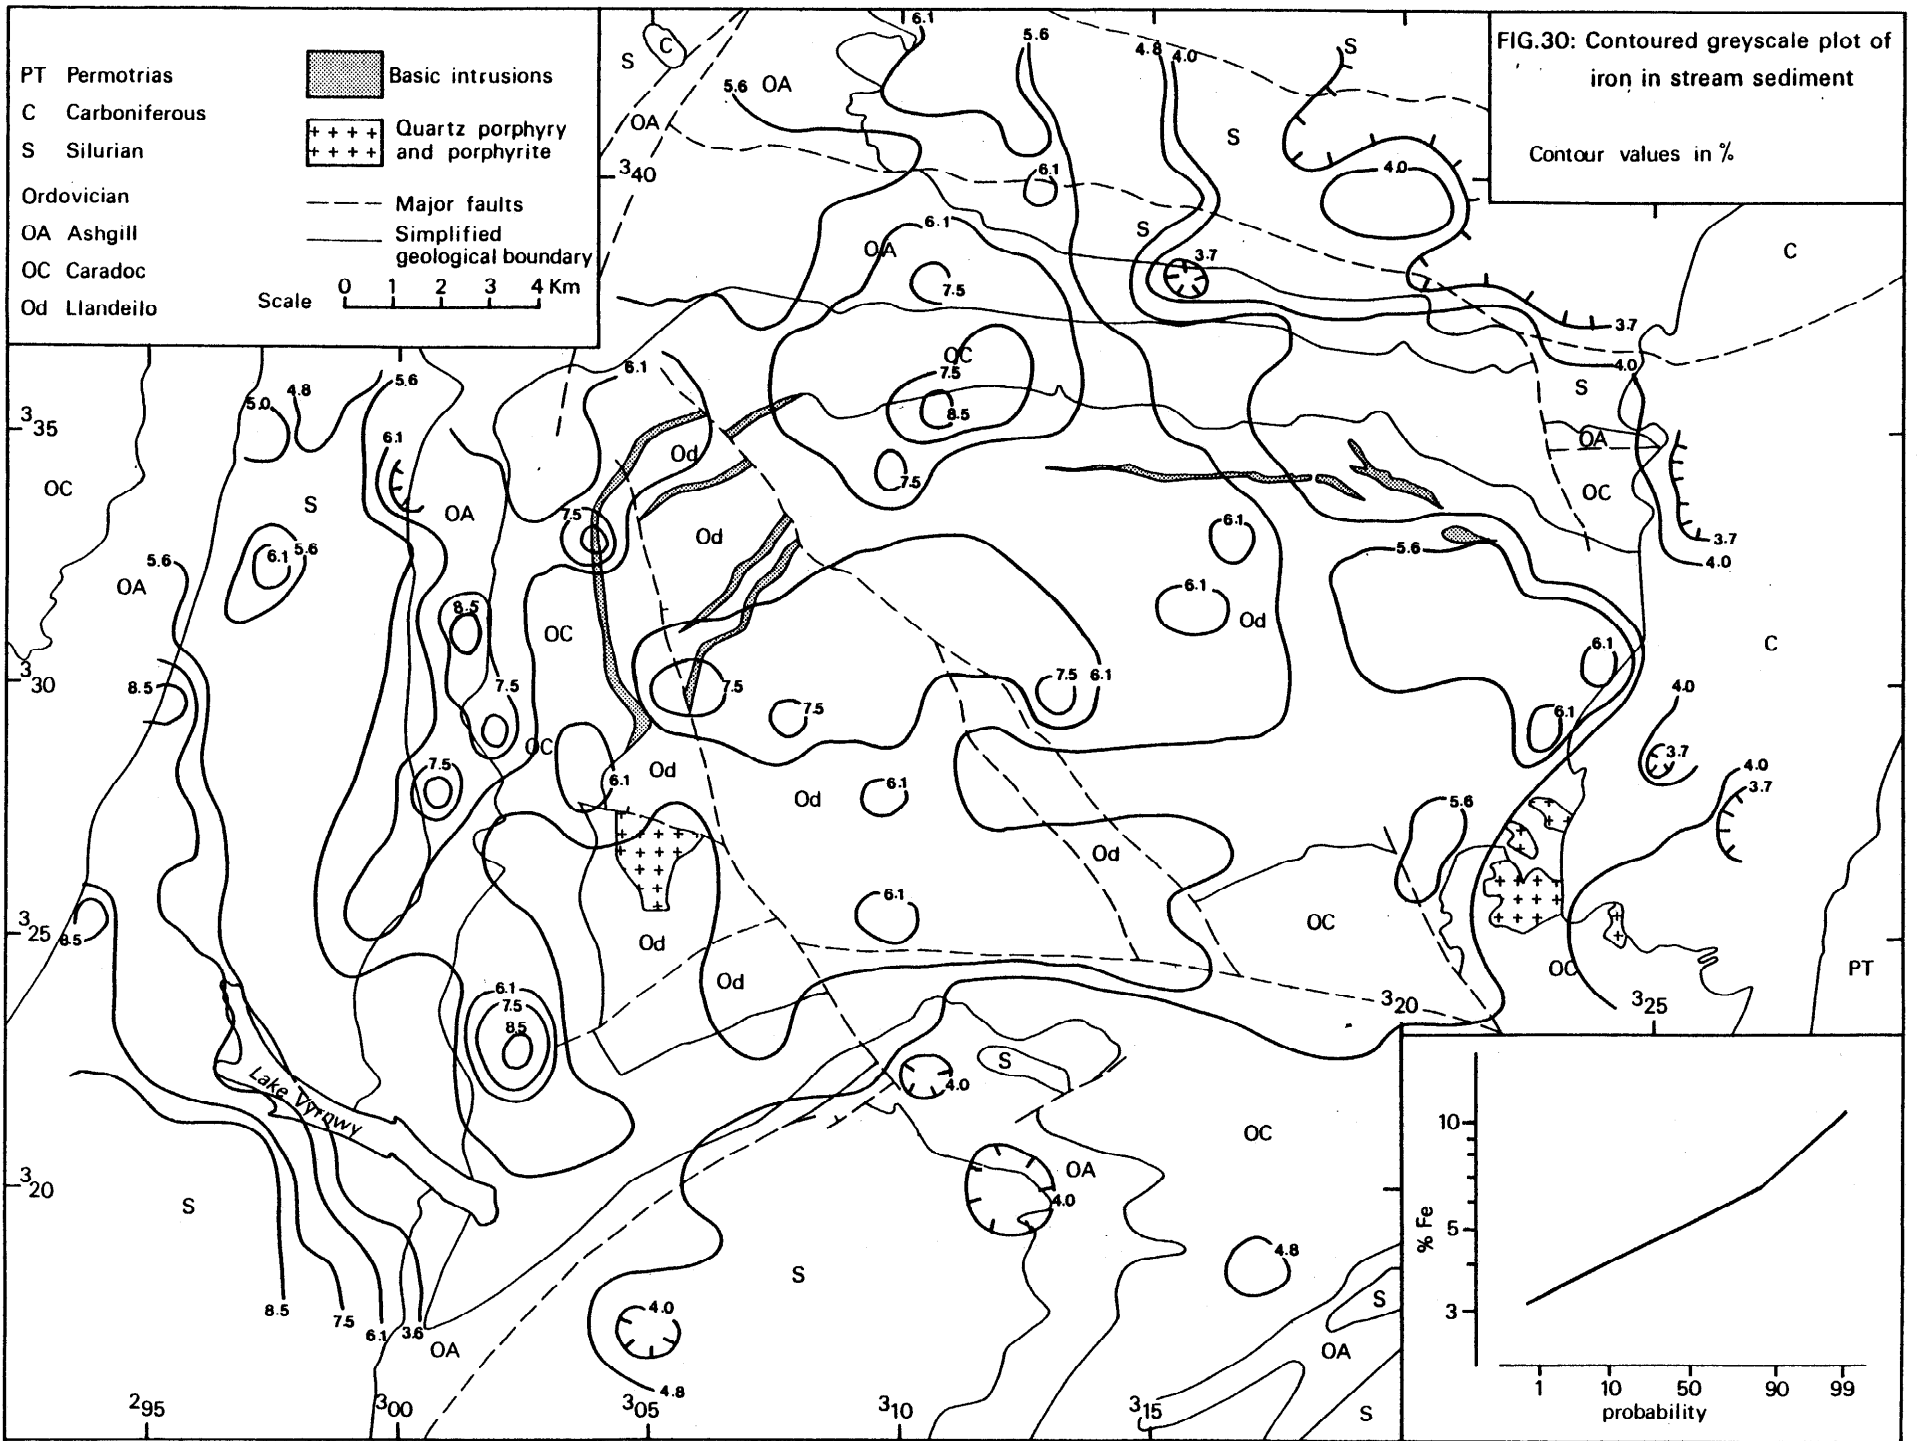 FIG.30: Contoured greyscale plot of
iron in stream sediment
Contour values in %
PT Permotrias
C Carboniferous
S Silurian
Ordovician
OA Ashgill
OC Caradoc
Od Llandeilo
Basic intrusions
Quartz porphyry
and porphyrite
Major faults
Simplified
geological boundary
Scale 0 1 2 3 4 Km
S C OA 6.1 5.6 4.8 4.0 S
5.6 OA S
340 6.1 4.0
OA 6.1 S 3.7 C
7.5
3.7
OC 7.5 4.0
5.0 4.8 5.6 6.1 S
335 6.1 8.5 OA
Od
OC S OA 7.5 7.5 OC
Od 6.1 3.7
5.6 6.1 5.6 5.6 4.0
OA 8.5 OC 6.1 Od C
6.1
330 8.5 7.5 7.5 7.5 6.1 4.0
7.5 6.1
OC 3.7
7.5 6.1 Od Od 6.1 4.0
5.6 3.7
Od
6.1 OC
325 8.5 Od
Od OC PT
6.1 320 325
7.5
8.5
Lake Vyrnwy
S 4.0
OC
OA
320 4.0
S
4.8
S
8.5 7.5 6.1 3.6 4.0 S
OA OA
4.8
S
295 300 305 310 315
% Fe
10
5
3
1 10 50 90 99
probability